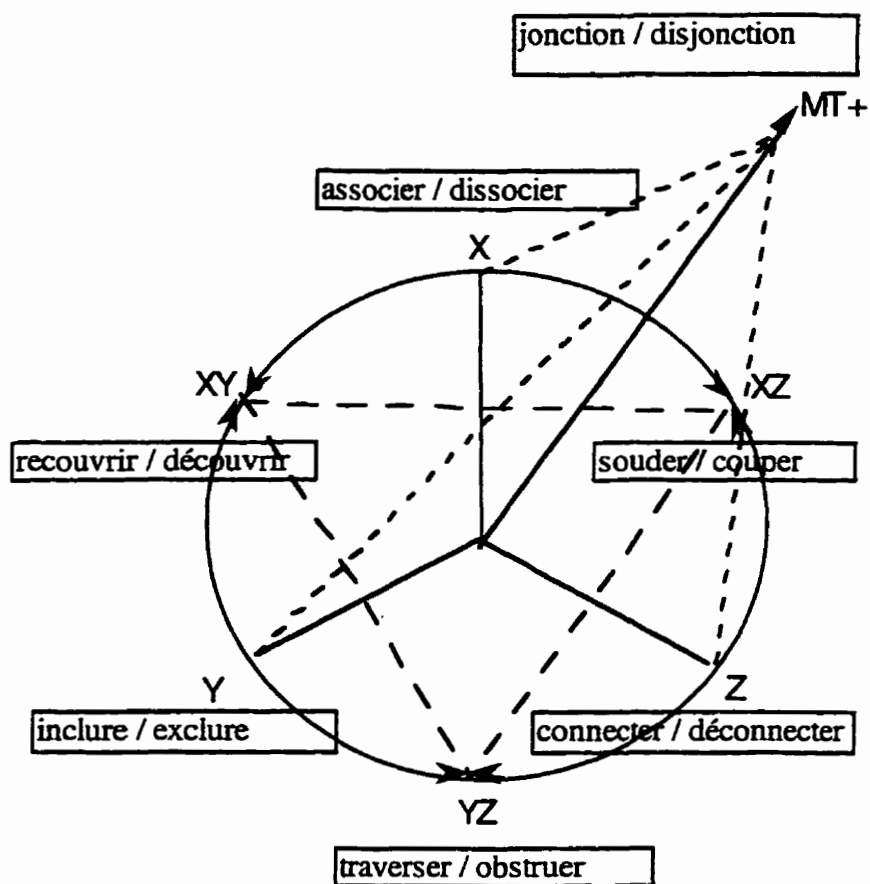 jonction / disjonction
MT+
associer / dissocier
X
XY
XZ
recouvrir / découvrir
souder // couper
Y
Z
inclure / exclure
connecter / déconnecter
YZ
traverser / obstruer